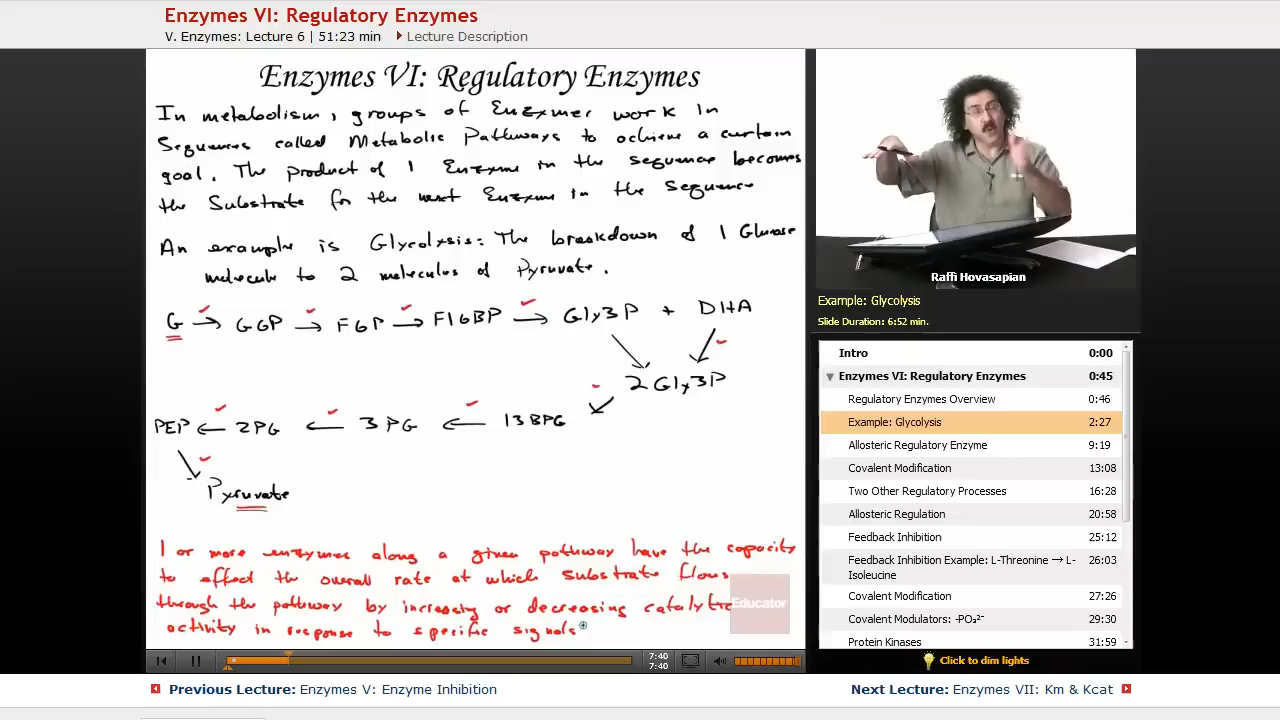 Enzymes VI: Regulatory Enzymes
V. Enzymes: Lecture 6 | 51:23 min
Lecture Description
Enzymes VI: Regulatory Enzymes
In metabolism, groups of Enzymes work in
Sequences called Metabolic Pathways to achieve a certain
goal. The product of 1 Enzyme in the sequence becomes
the Substrate for the next Enzyme in the Sequence
An example is Glycolysis: The breakdown of 1 Glucose
molecule to 2 molecules of Pyruvate.
G → G6P → F6P → F16BP → Gly3P + DHA
2 Gly3P
PEP ← 2PG ← 3PG ← 13BPG
Pyruvate
1 or more enzymes along a given pathway have the capacity
to affect the overall rate at which substrate flows
through the pathway by increasing or decreasing catalytic
activity in response to specific signals
Educator
7:40
7:40
Raffi Hovasapian
Example: Glycolysis
Slide Duration: 6:52 min.
Intro 0:00
Enzymes VI: Regulatory Enzymes 0:45
Regulatory Enzymes Overview 0:46
Example: Glycolysis 2:27
Allosteric Regulatory Enzyme 9:19
Covalent Modification 13:08
Two Other Regulatory Processes 16:28
Allosteric Regulation 20:58
Feedback Inhibition 25:12
Feedback Inhibition Example: L-Threonine → L-
Isoleucine 26:03
Covalent Modification 27:26
Covalent Modulators: -PO₃²⁻ 29:30
Protein Kinases 31:59
Click to dim lights
Previous Lecture: Enzymes V: Enzyme Inhibition
Next Lecture: Enzymes VII: Km & Kcat